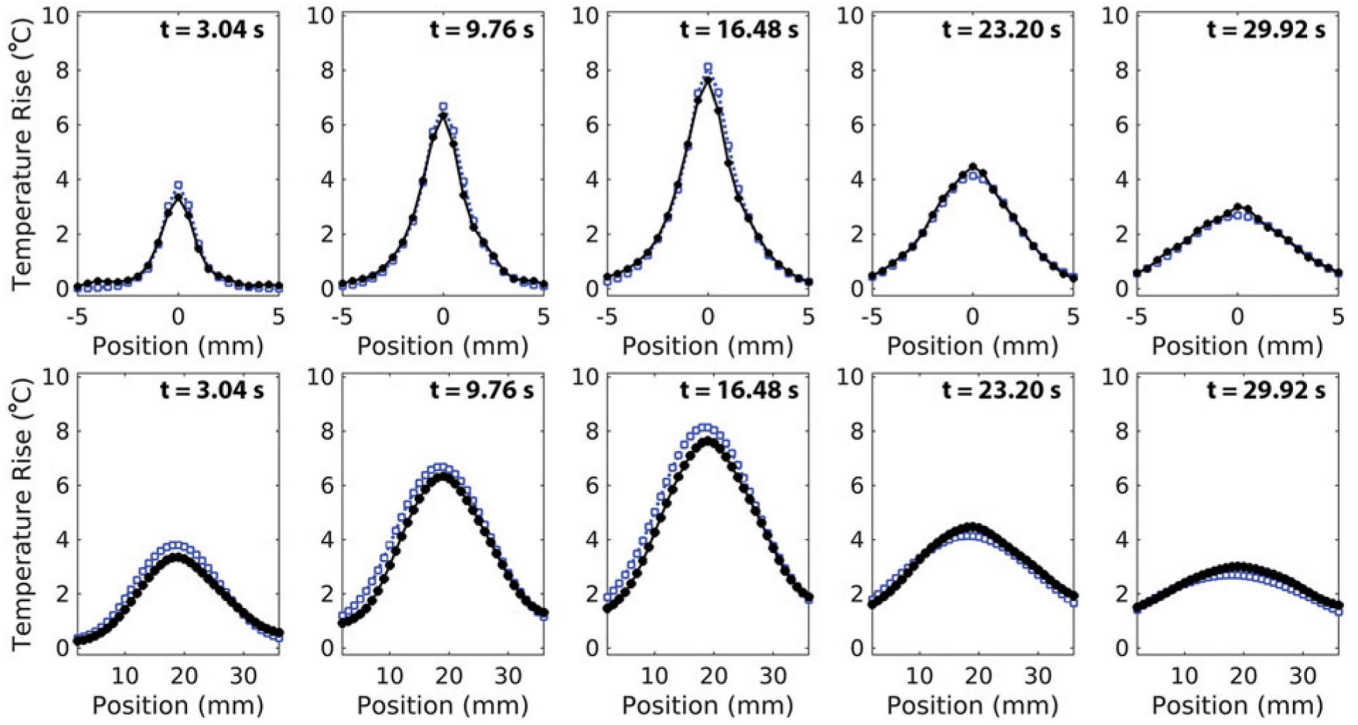 t = 3.04 s
t = 9.76 s
t = 16.48 s
t = 23.20 s
t = 29.92 s
Temperature Rise (°C)
10
8
6
4
2
0
10
8
6
4
2
0
10
8
6
4
2
0
10
8
6
4
2
0
10
8
6
4
2
0
-5 0 5
-5 0 5
-5 0 5
-5 0 5
-5 0 5
Position (mm)
Position (mm)
Position (mm)
Position (mm)
Position (mm)
t = 3.04 s
t = 9.76 s
t = 16.48 s
t = 23.20 s
t = 29.92 s
Temperature Rise (°C)
10
8
6
4
2
0
10
8
6
4
2
0
10
8
6
4
2
0
10
8
6
4
2
0
10
8
6
4
2
0
10 20 30
10 20 30
10 20 30
10 20 30
10 20 30
Position (mm)
Position (mm)
Position (mm)
Position (mm)
Position (mm)